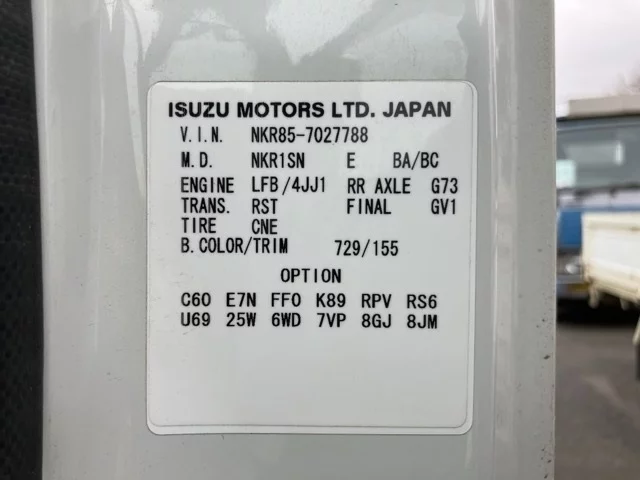 ISUZU MOTORS LTD. JAPAN
V.I.N. NKR85-7027788
M.D. NKR1SN E BA/BC
ENGINE LFB/4JJ1 RR AXLE G73
TRANS. RST FINAL GV1
TIRE CNE
B.COLOR/TRIM 729/155
OPTION
C60 E7N FF0 K89 RPV RS6
U69 25W 6WD 7VP 8GJ 8JM